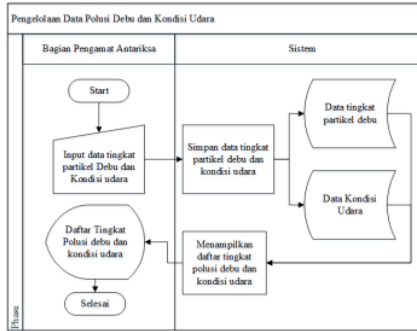 Pengelolaan Data Polusi Debu dan Kondisi Udara
Bagian Pengamat Antariksa
Sistem
Start
Input data tingkat
partikel Debu dan
Kondisi udara
Simpan data tingkat
partikel debu dan
kondisi udara
Data tingkat
partikel debu
Data Kondisi
Udara
Menampilkan
daftar tingkat
polusi debu dan
kondisi udara
Daftar Tingkat
Polusi debu dan
kondisi udara
Selesai
Phase